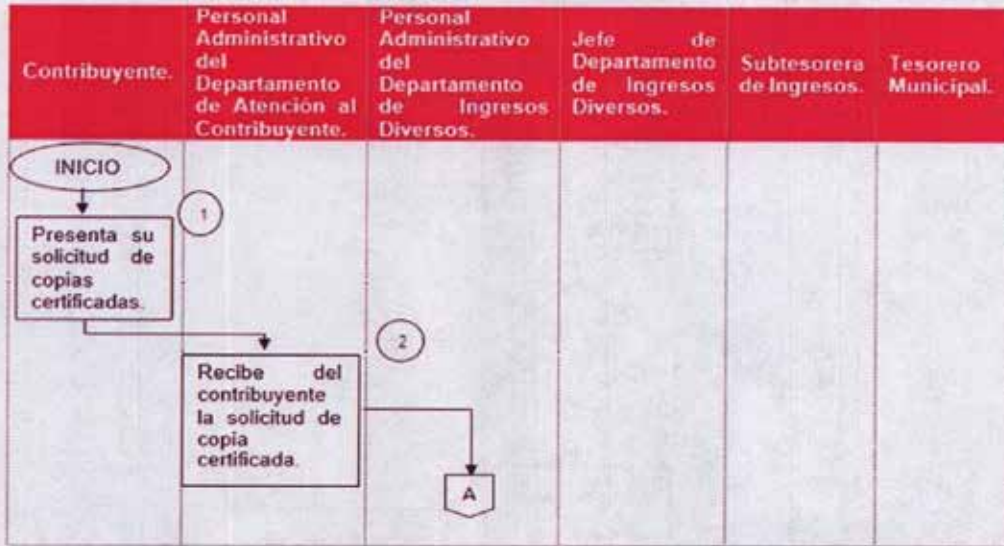 Contribuyente.
Personal
Administrativo
del
Departamento
de Atención al
Contribuyente.
Personal
Administrativo
del
Departamento
de Ingresos
Diversos.
Jefe de
Departamento
de Ingresos
Diversos.
Subtesorera
de Ingresos.
Tesorero
Municipal.
INICIO
1
Presenta su
solicitud de
copias
certificadas.
2
Recibe del
contribuyente
la solicitud de
copia
certificada.
A